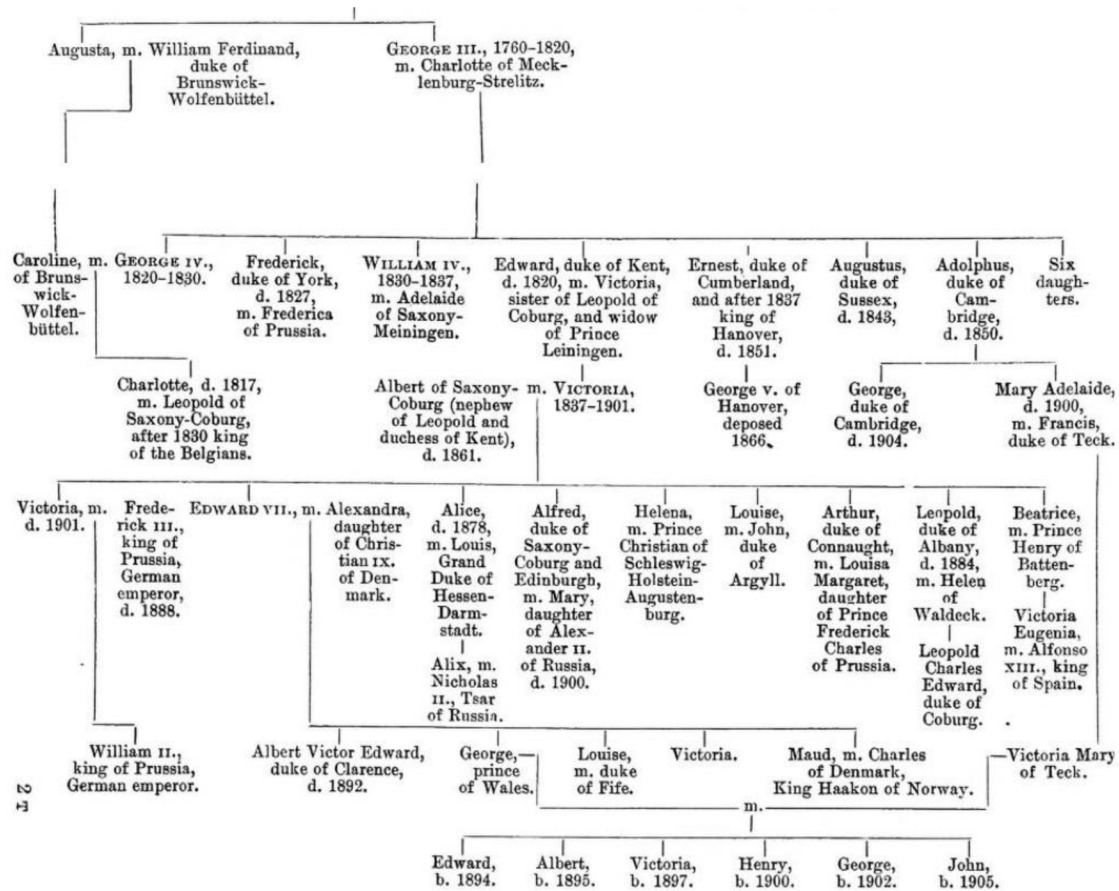 Augusta, m. William Ferdinand,
duke of
Brunswick-
Wolfenbüttel.
GEORGE III., 1760–1820,
m. Charlotte of Meck-
lenburg-Strelitz.
Caroline, m.
of Bruns-
wick-
Wolfen-
büttel.
GEORGE IV.,
1820–1830.
Frederick,
duke of York,
d. 1827,
m. Frederica
of Prussia.
WILLIAM IV.,
1830–1837,
m. Adelaide
of Saxony-
Meiningen.
Edward, duke of Kent,
d. 1820, m. Victoria,
sister of Leopold of
Coburg, and widow
of Prince
Leiningen.
Ernest, duke of
Cumberland,
and after 1837
king of
Hanover,
d. 1851.
Augustus,
duke of
Sussex,
d. 1843,
Adolphus,
duke of
Cam-
bridge,
d. 1850.
Six
daugh-
ters.
Charlotte, d. 1817,
m. Leopold of
Saxony-Coburg,
after 1830 king
of the Belgians.
Albert of Saxony-
Coburg (nephew
of Leopold and
duchess of Kent),
d. 1861.
m. VICTORIA,
1837–1901.
George V. of
Hanover,
deposed
1866.
George,
duke of
Cambridge,
d. 1904.
Mary Adelaide,
d. 1900,
m. Francis,
duke of Teck.
Victoria, m.
d. 1901.
Frede-
rick III.,
king of
Prussia,
German
emperor,
d. 1888.
EDWARD VII.,
m. Alexandra,
daughter
of Chris-
tian IX.
of Den-
mark.
Alice,
d. 1878,
m. Louis,
Grand
Duke of
Hessen-
Darm-
stadt.
Alix, m.
Nicholas
II., Tsar
of Russia.
Alfred,
duke of
Saxony-
Coburg and
Edinburgh,
m. Mary,
daughter
of Alex-
ander II.
of Russia,
d. 1900.
Helena,
m. Prince
Christian of
Schleswig-
Holstein-
Augusten-
burg.
Louise,
m. John,
duke
of
Argyll.
Arthur,
duke of
Connaught,
m. Louisa
Margaret,
daughter
of Prince
Frederick
Charles
of Prussia.
Leopold,
duke of
Albany,
d. 1884,
m. Helen
of
Waldeck.
Leopold
Charles
Edward,
duke of
Coburg.
Beatrice,
m. Prince
Henry of
Batten-
berg.
Victoria
Eugenia,
m. Alfonso
XIII., king
of Spain.
William II.,
king of Prussia,
German emperor.
Albert Victor Edward,
duke of Clarence,
d. 1892.
George,
prince
of Wales.
Louise,
m. duke
of Fife.
Victoria.
Maud, m. Charles
of Denmark,
King Haakon of Norway.
Victoria Mary
of Teck.
m.
2 T
Edward,
b. 1894.
Albert,
b. 1895.
Victoria,
b. 1897.
Henry,
b. 1900.
George,
b. 1902.
John,
b. 1905.